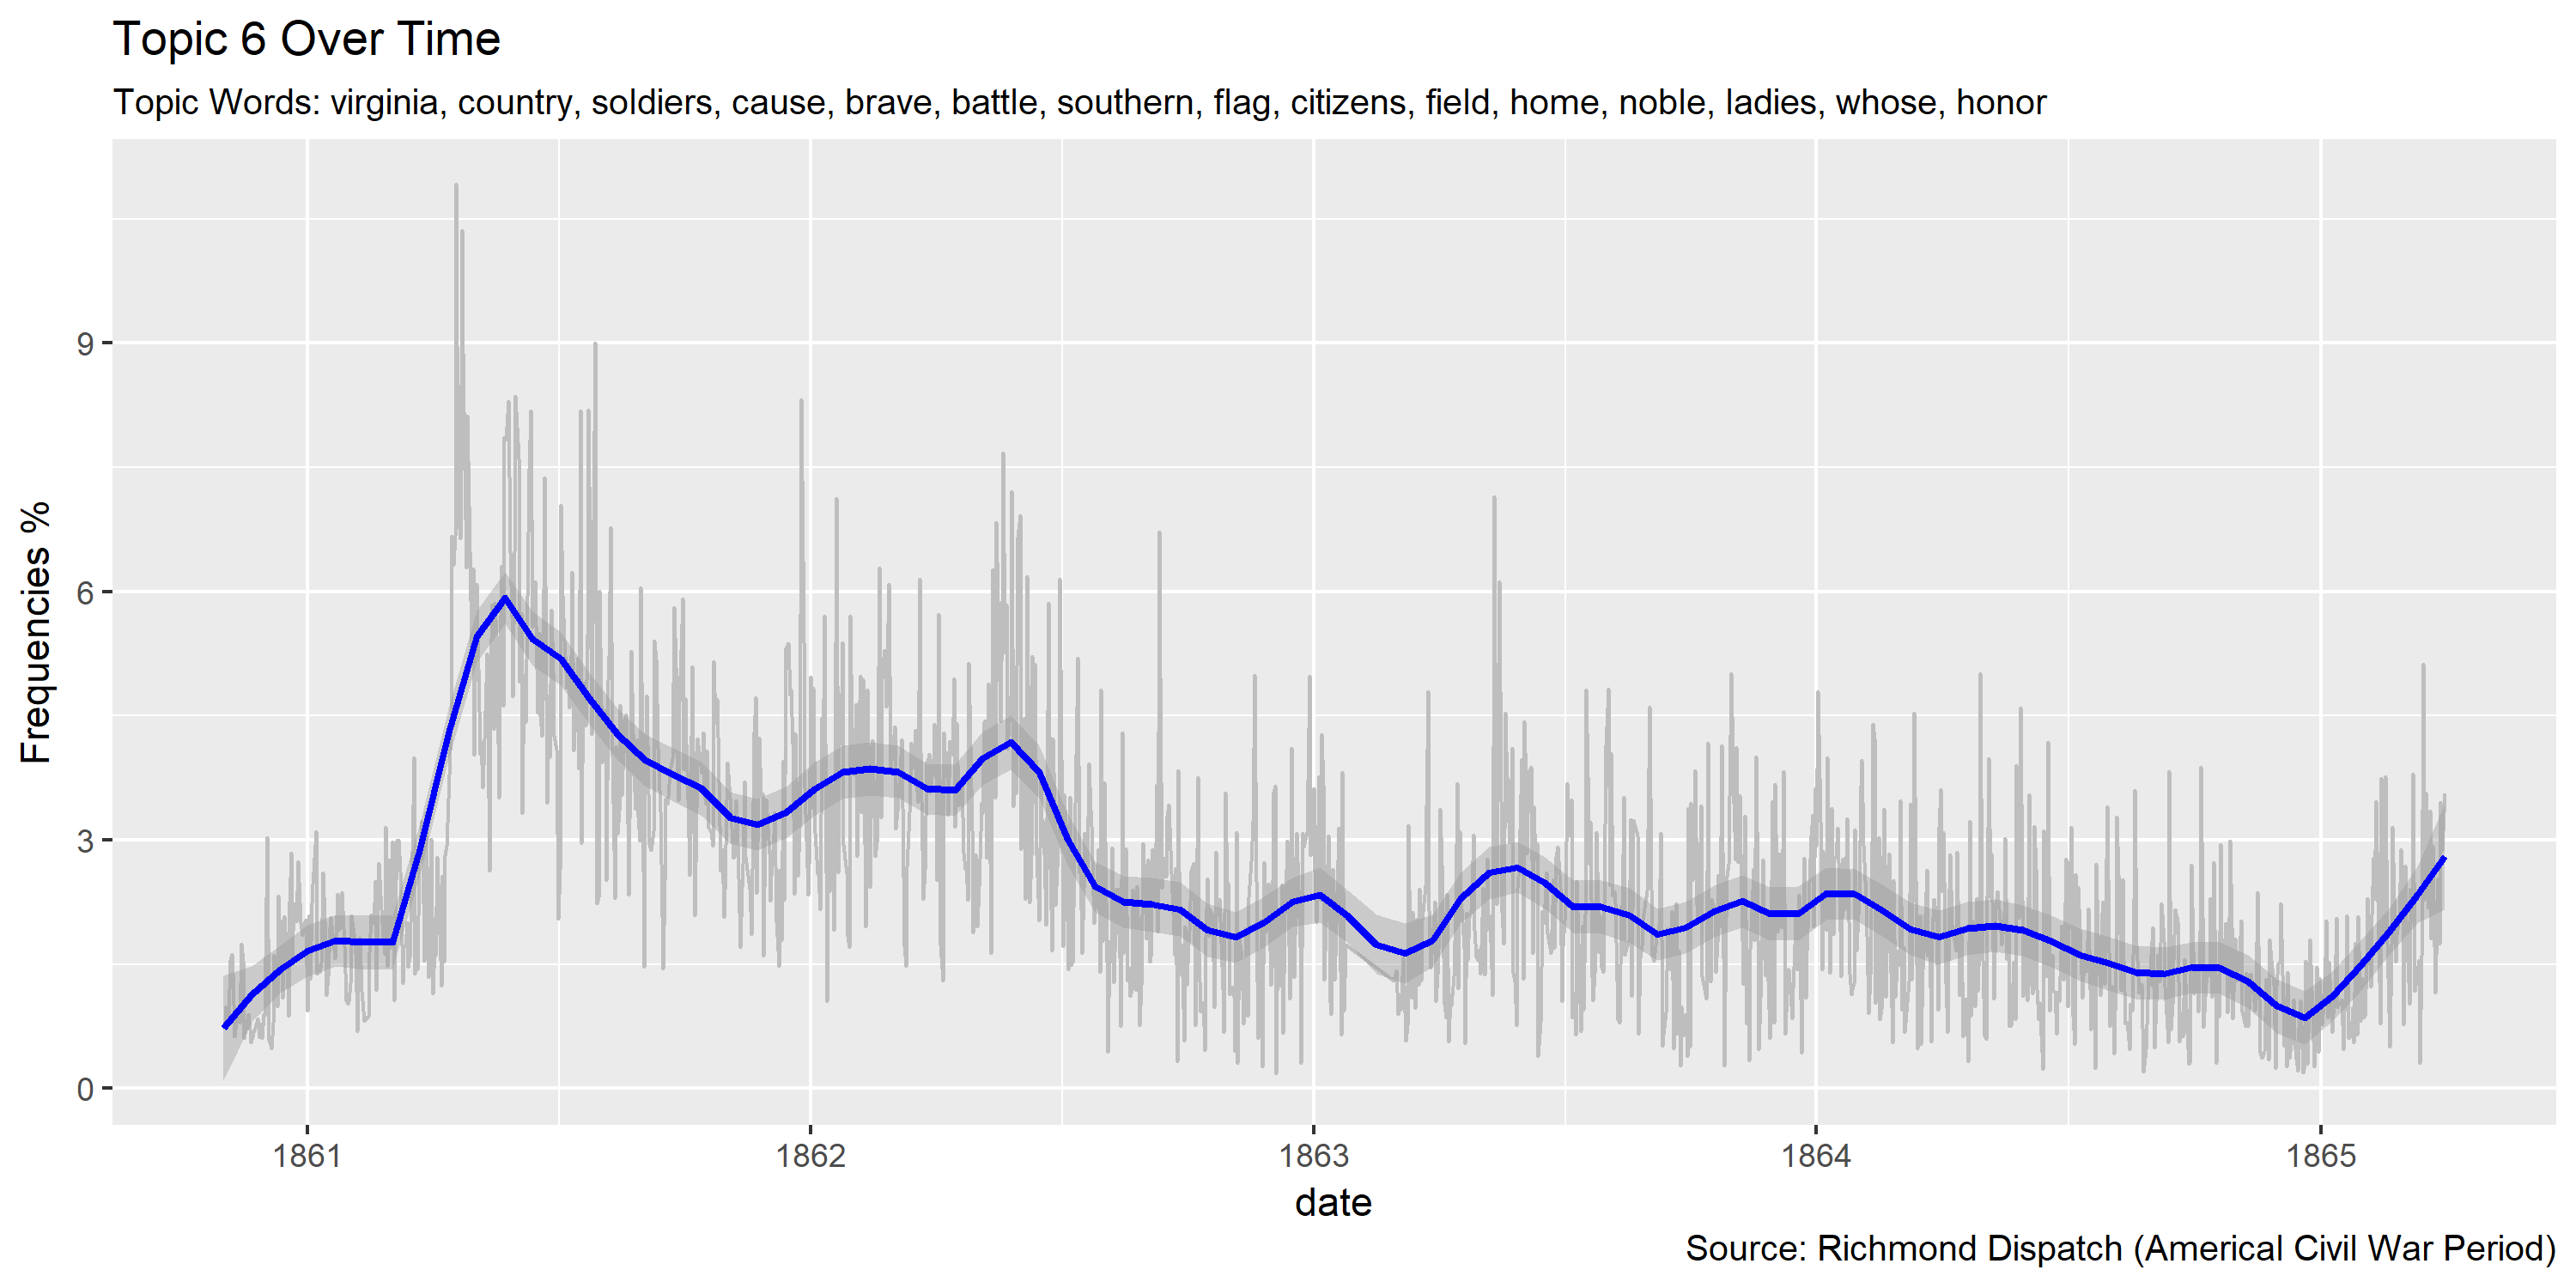 Topic 6 Over Time
Topic Words: virginia, country, soldiers, cause, brave, battle, southern, flag, citizens, field, home, noble, ladies, whose, honor
Frequencies %
9
6
3
0
1861 1862 1863 1864 1865
date
Source: Richmond Dispatch (Americal Civil War Period)